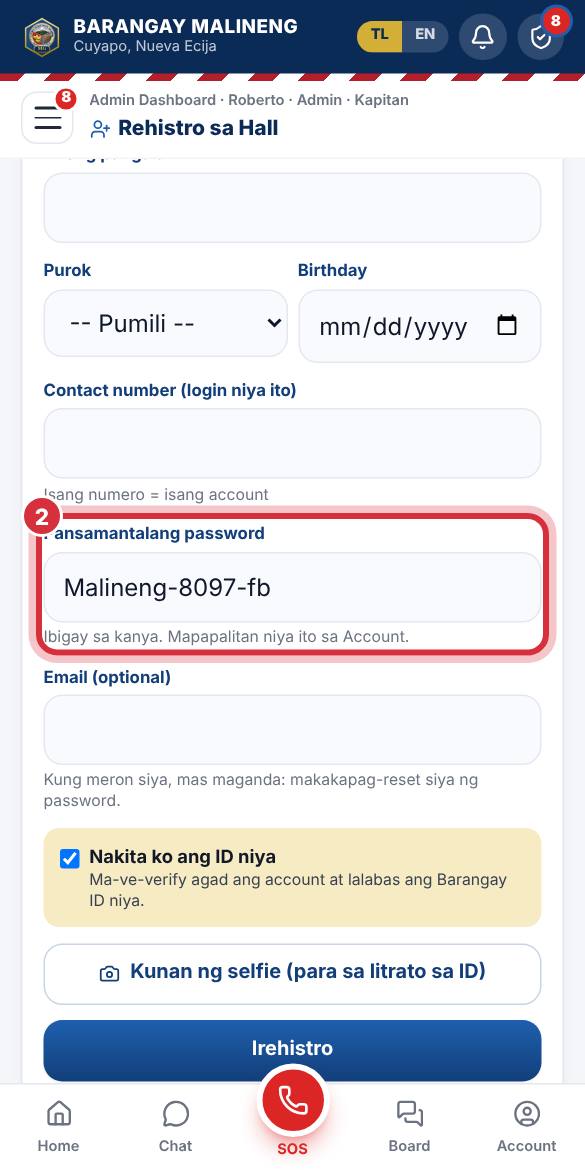 BARANGAY MALINENG
Cuyapo, Nueva Ecija
TL EN
8
8
Admin Dashboard · Roberto · Admin · Kapitan
Rehistro sa Hall
Purok
Birthday
-- Pumili --
mm/dd/yyyy
Contact number (login niya ito)
Isang numero = isang account
2
Pansamantalang password
Malineng-8097-fb
Ibigay sa kanya. Mapapalitan niya ito sa Account.
Email (optional)
Kung meron siya, mas maganda: makakapag-reset siya ng
password.
Nakita ko ang ID niya
Ma-ve-verify agad ang account at lalabas ang Barangay
ID niya.
Kunan ng selfie (para sa litrato sa ID)
Irehistro
Home
Chat
SOS
Board
Account